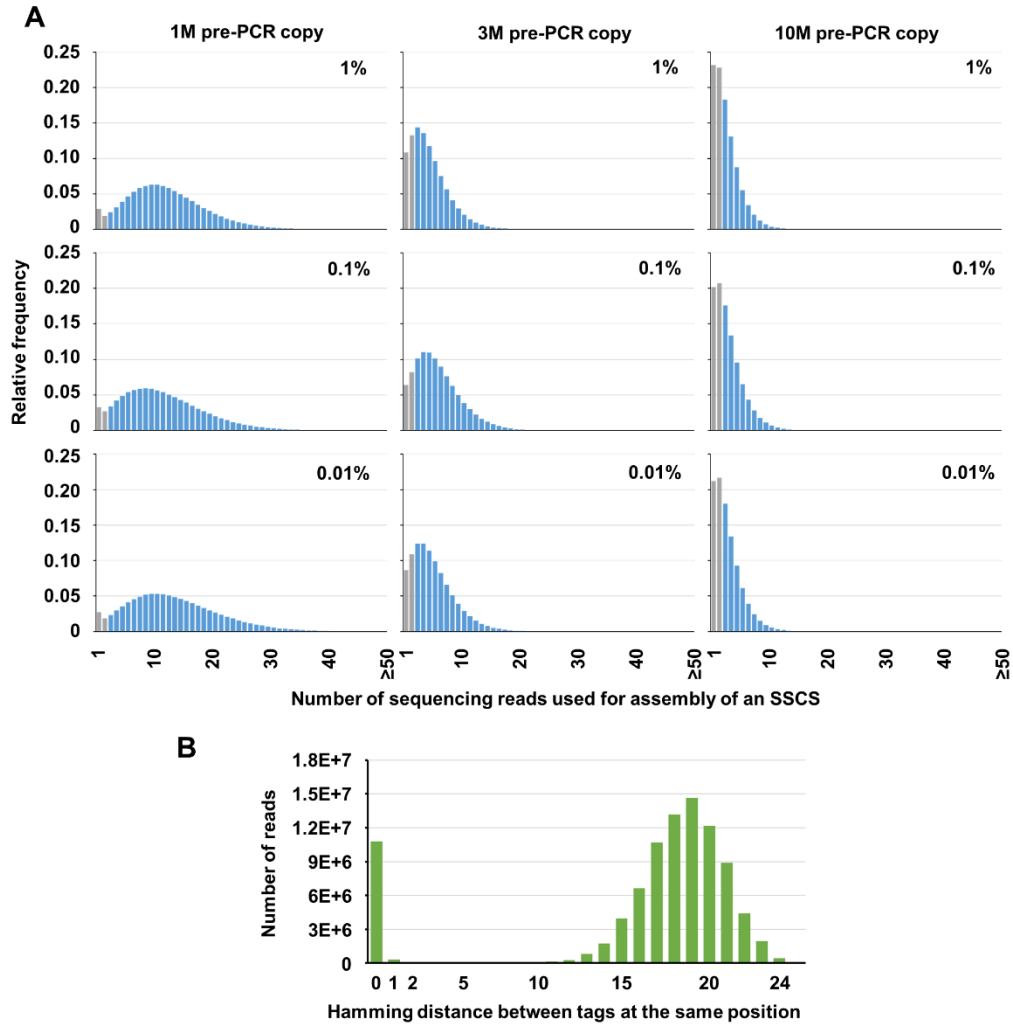 A
1M pre-PCR copy
3M pre-PCR copy
10M pre-PCR copy
0.25
0.20
0.15
0.10
0.05
0
1%
1%
1%
0.25
0.20
0.15
0.10
0.05
0
0.1%
0.1%
0.1%
0.25
0.20
0.15
0.10
0.05
0
0.01%
0.01%
0.01%
Relative frequency
1 10 20 30 40 ≥50
1 10 20 30 40 ≥50
1 10 20 30 40 ≥50
Number of sequencing reads used for assembly of an SSCS
B
1.8E+7
1.5E+7
1.2E+7
9E+6
6E+6
3E+6
0
Number of reads
0 1 2 5 10 15 20 24
Hamming distance between tags at the same position